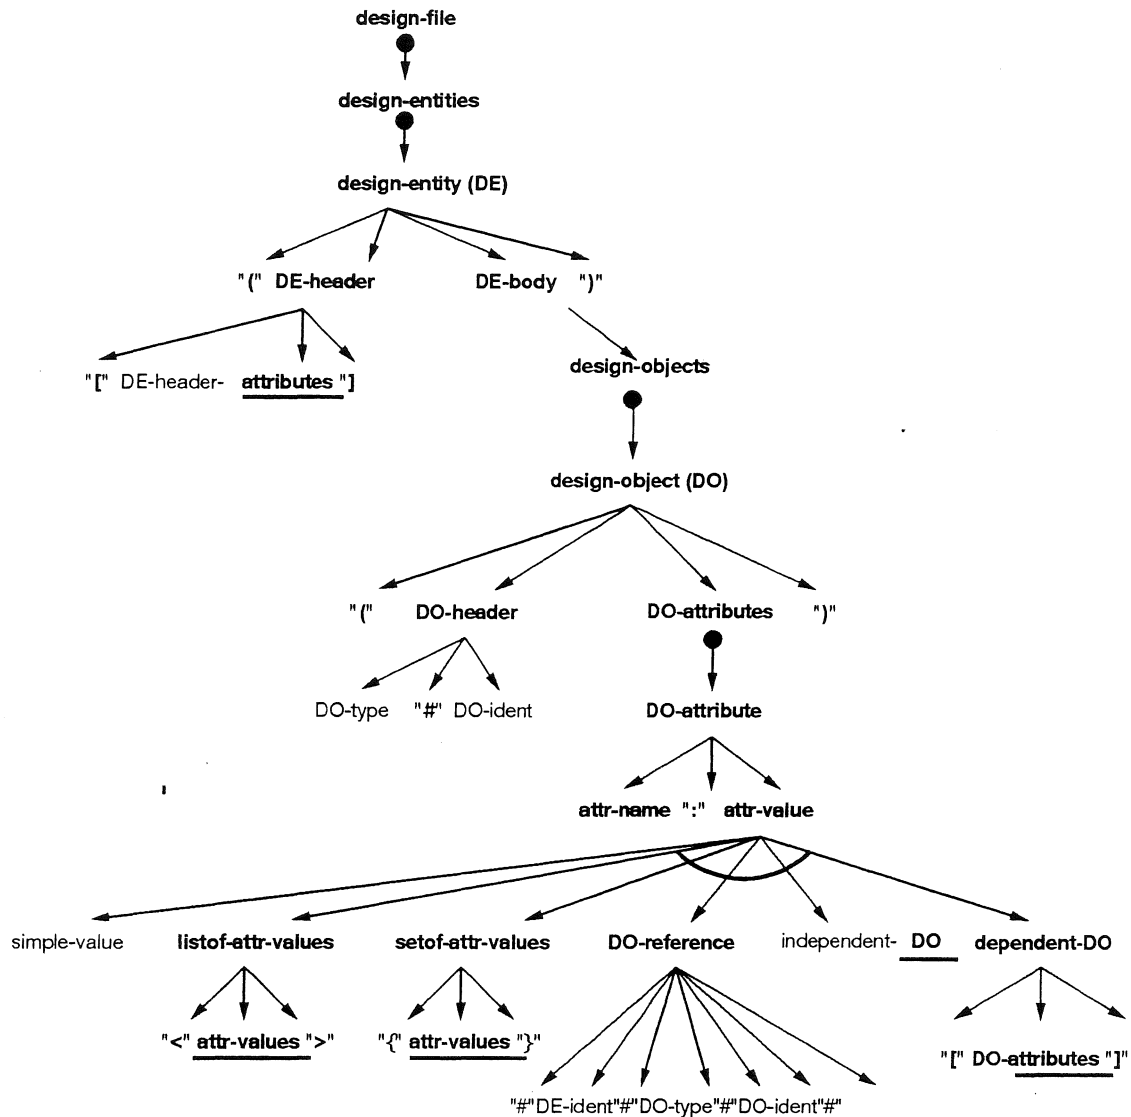 design-file
design-entities
design-entity (DE)
"(" DE-header DE-body ")"
"[" DE-header- attributes "]
design-objects
design-object (DO)
"(" DO-header DO-attributes ")"
DO-type "#" DO-ident DO-attribute
attr-name ":" attr-value
simple-value listof-attr-values setof-attr-values DO-reference independent- DO dependent-DO
"<" attr-values ">" "{" attr-values "}" "[" DO-attributes "]"
"#"DE-ident"#"DO-type"#"DO-ident"#"